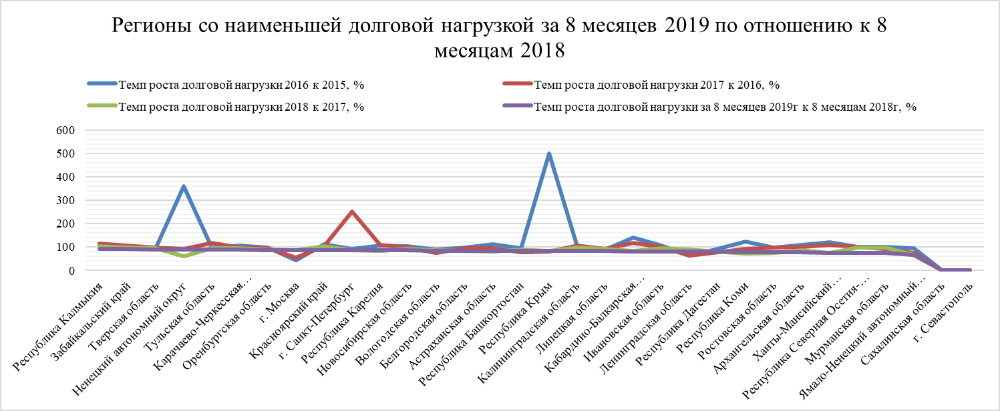 Регионы со наименьшей долговой нагрузкой за 8 месяцев 2019 по отношению к 8
месяцам 2018
Темп роста долговой нагрузки 2016 к 2015, %
Темп роста долговой нагрузки 2017 к 2016, %
Темп роста долговой нагрузки 2018 к 2017, %
Темп роста долговой нагрузки за 8 месяцев 2019г к 8 месяцам 2018г, %
600
500
400
300
200
100
0
Республика Калмыкия
Забайкальский край
Тверская область
Ненецкий автономный округ
Тульская область
Карачаево-Черкесская…
Оренбургская область
г. Москва
Красноярский край
г. Санкт-Петербург
Республика Карелия
Новосибирская область
Вологодская область
Белгородская область
Астраханская область
Республика Башкортостан
Республика Крым
Калининградская область
Липецкая область
Кабардино-Балкарская…
Ивановская область
Ленинградская область
Республика Дагестан
Республика Коми
Ростовская область
Архангельская область
Ханты-Мансийский…
Республика Северная Осетия-…
Мурманская область
Ямало-Ненецкий автономный…
Сахалинская область
г. Севастополь